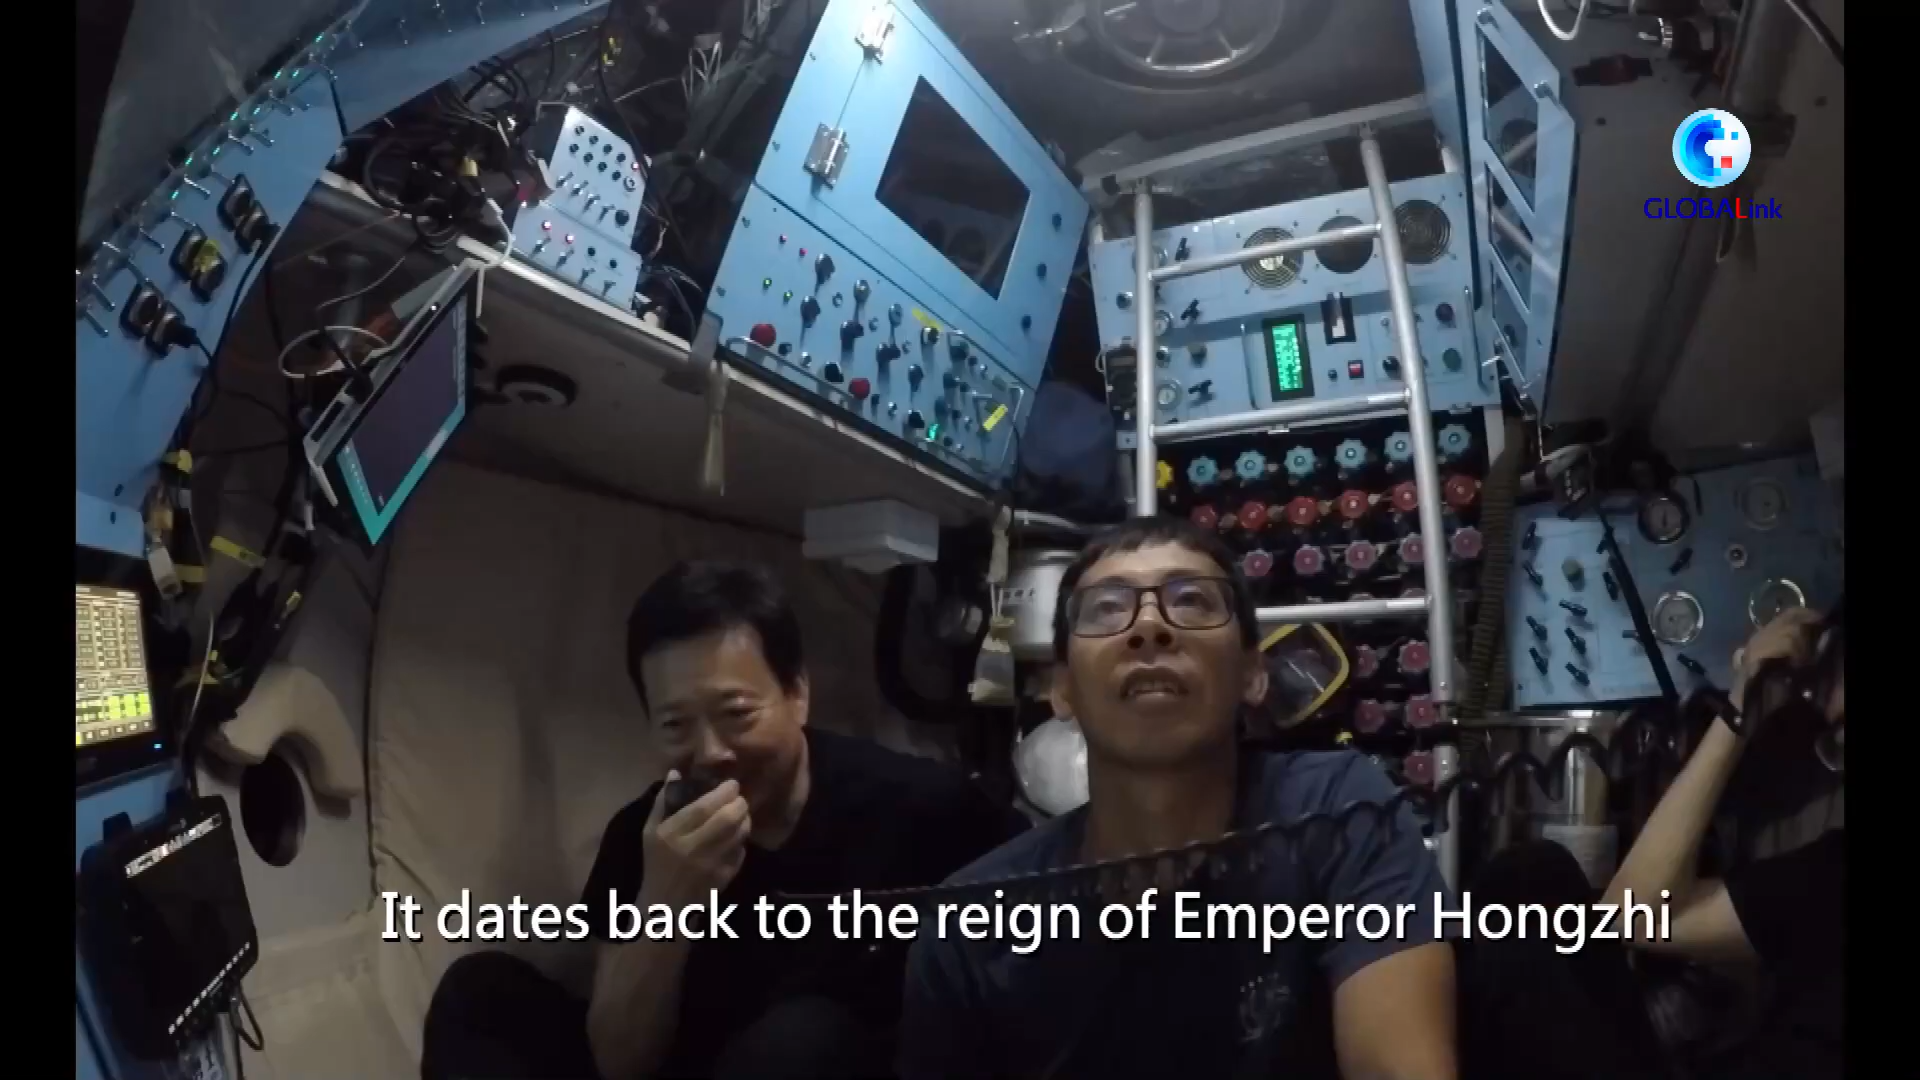 GLOBALink
It dates back to the reign of Emperor Hongzhi